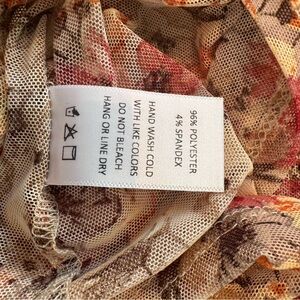 96% POLYESTER
4% SPANDEX
HAND WASH COLD
WITH LIKE COLORS
DO NOT BLEACH
HANG OR LINE DRY